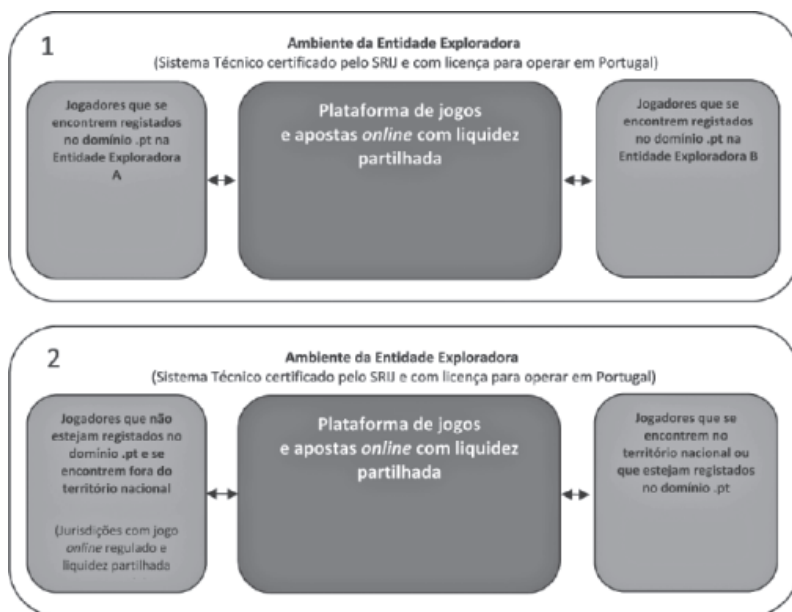 1
Ambiente da Entidade Exploradora
(Sistema Técnico certificado pelo SRIJ e com licença para operar em Portugal)
Jogadores que se
encontrem registados
no domínio .pt na
Entidade Exploradora
A
Plataforma de jogos
e apostas online com liquidez
partilhada
Jogadores que se
encontrem registados
no domínio .pt na
Entidade Exploradora B
2
Ambiente da Entidade Exploradora
(Sistema Técnico certificado pelo SRIJ e com licença para operar em Portugal)
Jogadores que não
estejam registados no
domínio .pt e se
encontrem fora do
território nacional
(Jurisdições com jogo
online regulado e
liquidez partilhada
Plataforma de jogos
e apostas online com liquidez
partilhada
Jogadores que se
encontrem no
território nacional ou
que estejam registados
no domínio .pt